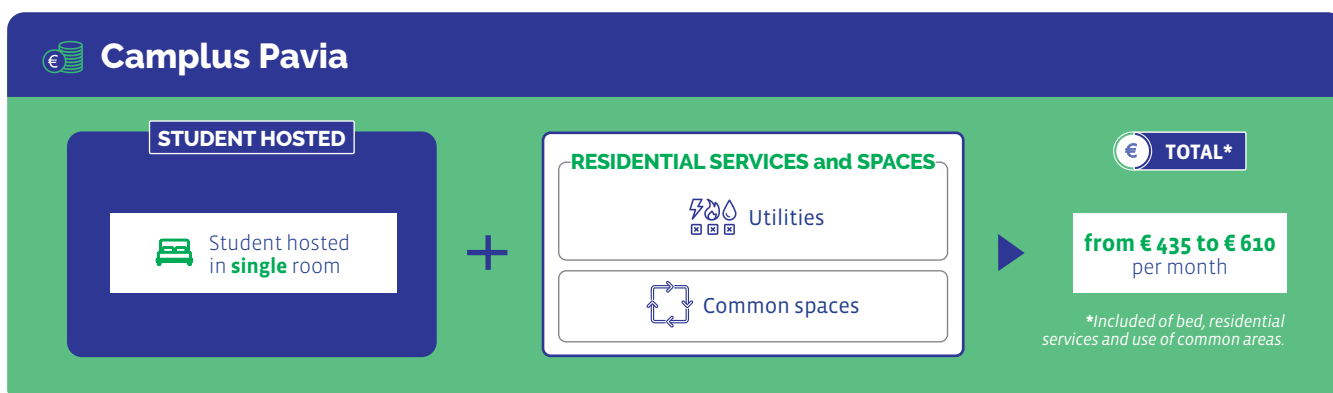 Camplus Pavia
STUDENT HOSTED
Student hosted
in single room
RESIDENTIAL SERVICES and SPACES
Utilities
Common spaces
€ TOTAL*
from € 435 to € 610
per month
*Included of bed, residential
services and use of common areas.